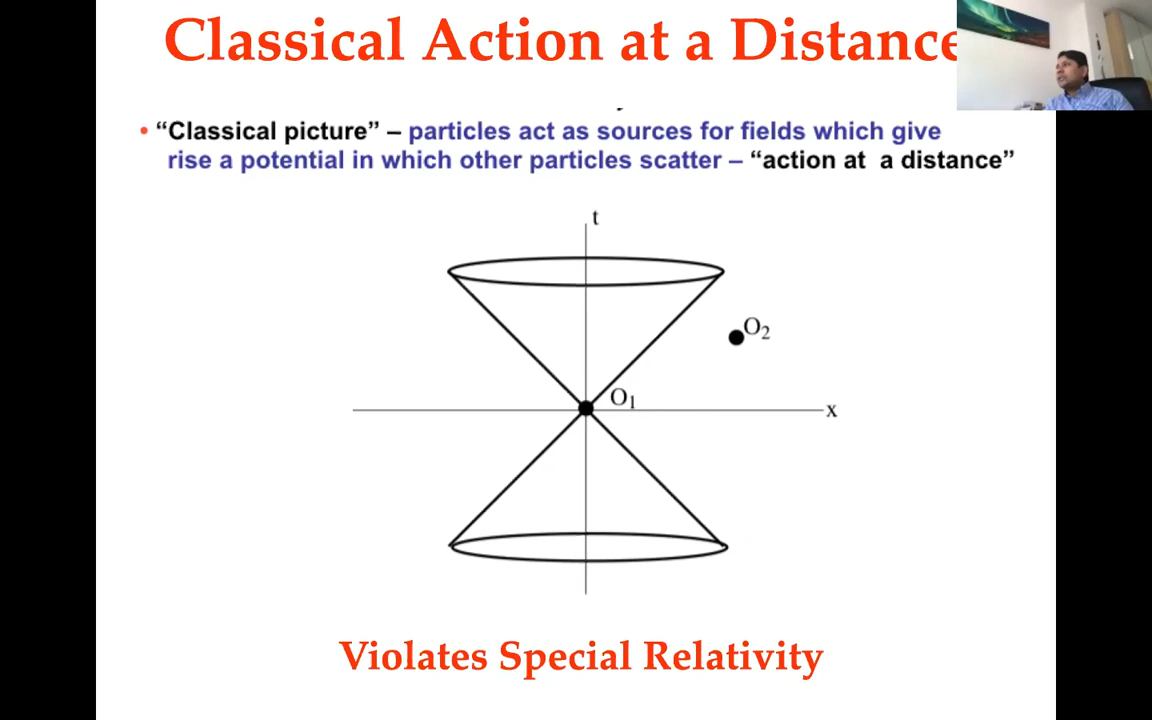 Classical Action at a Distance
• “Classical picture” – particles act as sources for fields which give
rise a potential in which other particles scatter – “action at a distance”
t
O2
O1
x
Violates Special Relativity